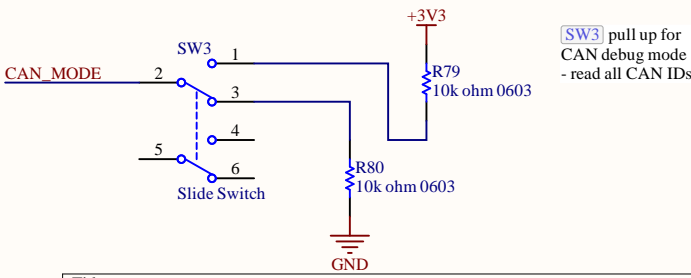 +3V3
SW3 pull up for
CAN debug mode
- read all CAN IDs
SW3
1
R79
10k ohm 0603
CAN_MODE
2
3
4
5
6
R80
10k ohm 0603
Slide Switch
GND